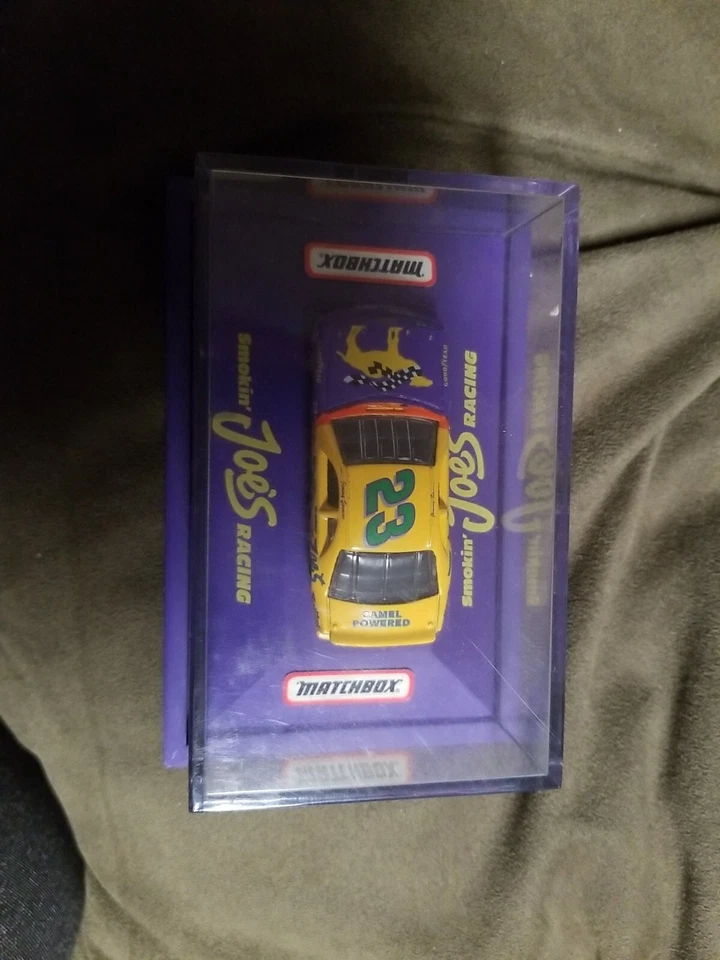 MATCHBOX
GOODYEAR
Smokin' JOE'S RACING
Smokin' JOE'S RACING
23
CAMEL
POWERED
MATCHBOX